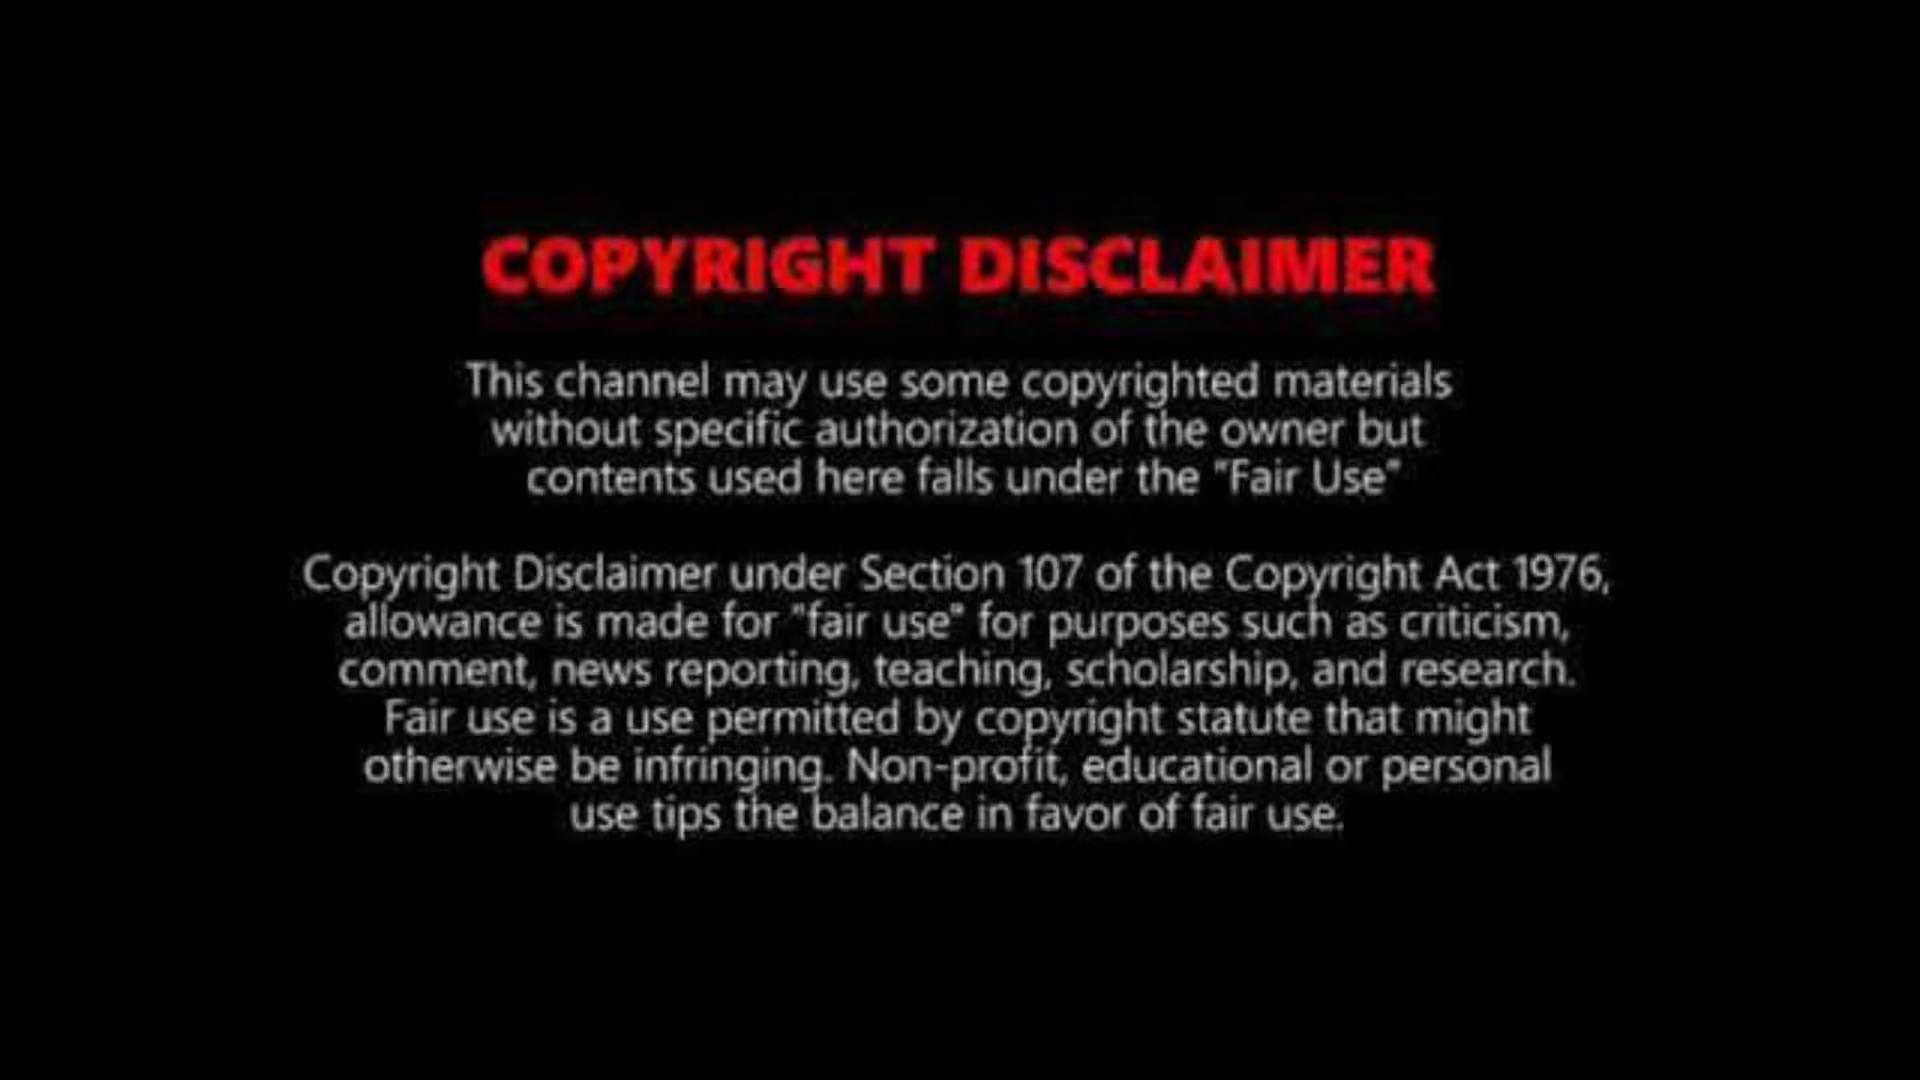 COPYRIGHT DISCLAIMER
This channel may use some copyrighted materials
without specific authorization of the owner but
contents used here falls under the "Fair Use"
Copyright Disclaimer under Section 107 of the Copyright Act 1976,
allowance is made for "fair use" for purposes such as criticism,
comment, news reporting, teaching, scholarship, and research.
Fair use is a use permitted by copyright statute that might
otherwise be infringing. Non-profit, educational or personal
use tips the balance in favor of fair use.